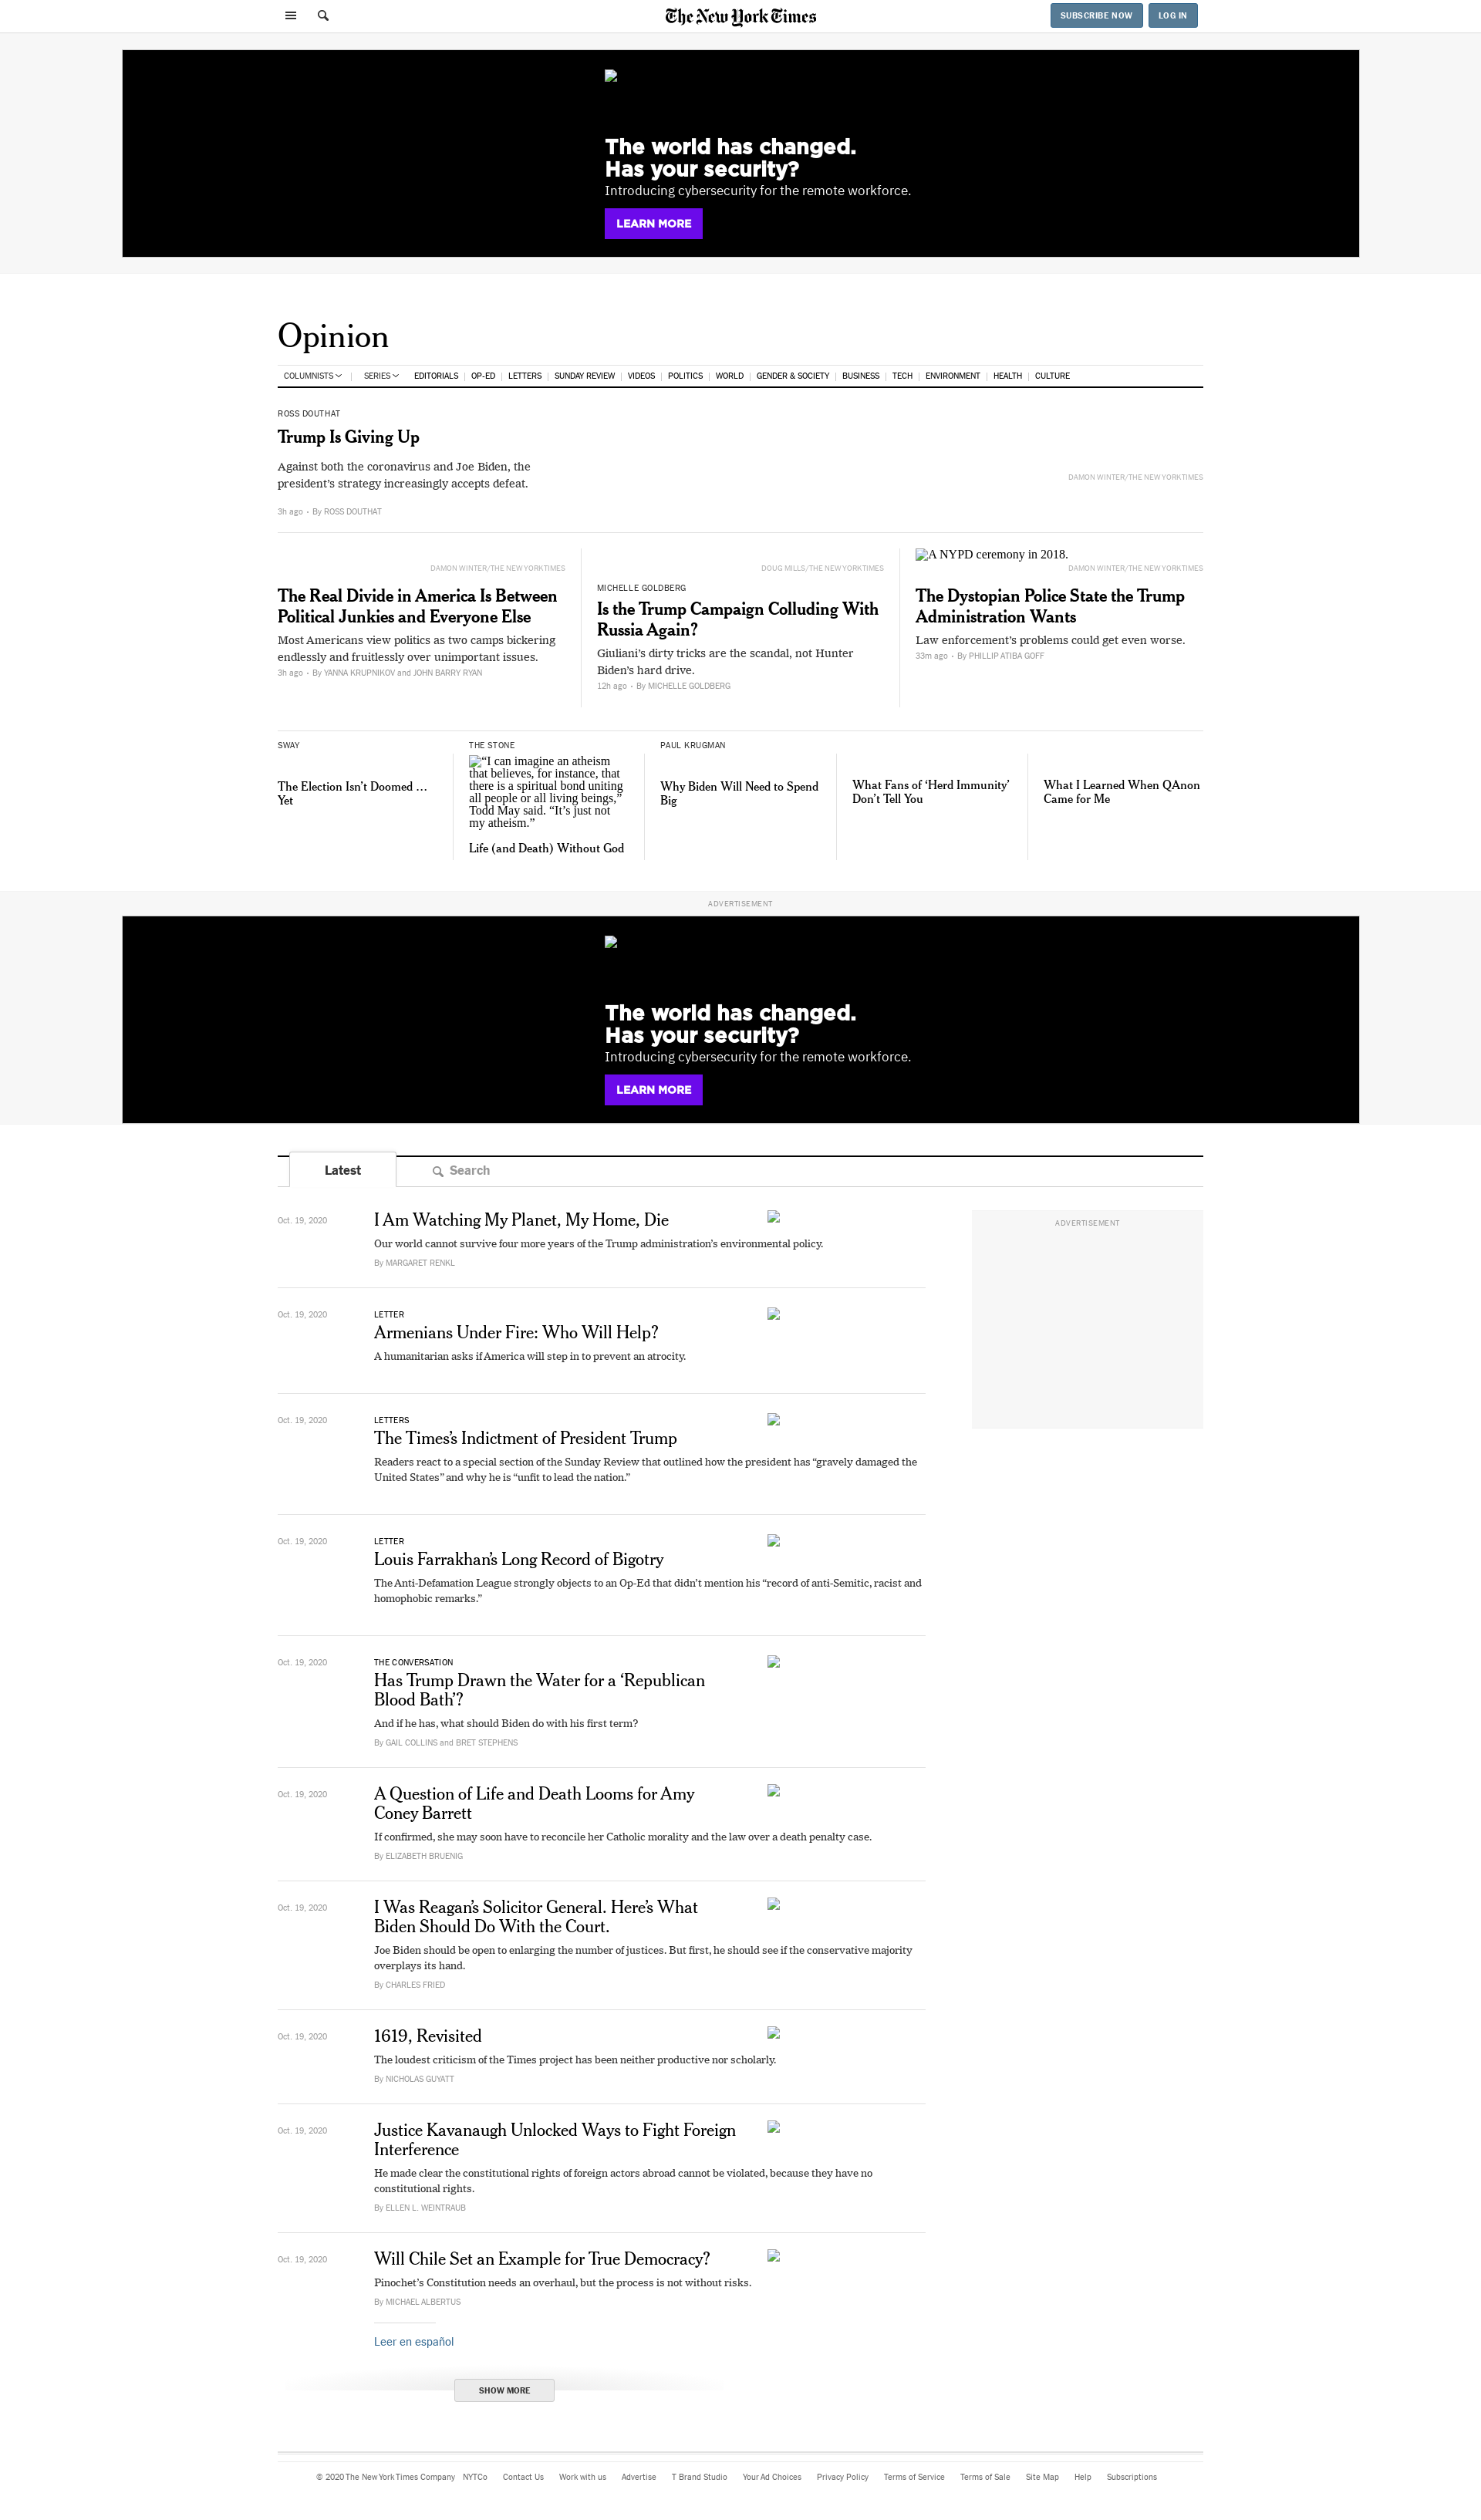 The New York Times
SUBSCRIBE NOW
LOG IN
The world has changed.
Has your security?
Introducing cybersecurity for the remote workforce.
LEARN MORE
Opinion
COLUMNISTS | SERIES EDITORIALS | OP-ED | LETTERS | SUNDAY REVIEW | VIDEOS | POLITICS | WORLD | GENDER & SOCIETY | BUSINESS | TECH | ENVIRONMENT | HEALTH | CULTURE
ROSS DOUTHAT
Trump Is Giving Up
Against both the coronavirus and Joe Biden, the
president’s strategy increasingly accepts defeat.
3h ago • By ROSS DOUTHAT
DAMON WINTER/THE NEW YORK TIMES
DAMON WINTER/THE NEW YORK TIMES
The Real Divide in America Is Between
Political Junkies and Everyone Else
Most Americans view politics as two camps bickering
endlessly and fruitlessly over unimportant issues.
3h ago • By YANNA KRUPNIKOV and JOHN BARRY RYAN
DOUG MILLS/THE NEW YORK TIMES
MICHELLE GOLDBERG
Is the Trump Campaign Colluding With
Russia Again?
Giuliani’s dirty tricks are the scandal, not Hunter
Biden’s hard drive.
12h ago • By MICHELLE GOLDBERG
A NYPD ceremony in 2018.
DAMON WINTER/THE NEW YORK TIMES
The Dystopian Police State the Trump
Administration Wants
Law enforcement’s problems could get even worse.
33m ago • By PHILLIP ATIBA GOFF
SWAY
The Election Isn’t Doomed …
Yet
THE STONE
“I can imagine an atheism
that believes, for instance, that
there is a spiritual bond uniting
all people or all living beings,”
Todd May said. “It’s just not
my atheism.”
Life (and Death) Without God
PAUL KRUGMAN
Why Biden Will Need to Spend
Big
What Fans of ‘Herd Immunity’
Don’t Tell You
What I Learned When QAnon
Came for Me
ADVERTISEMENT
The world has changed.
Has your security?
Introducing cybersecurity for the remote workforce.
LEARN MORE
Latest
Search
ADVERTISEMENT
Oct. 19, 2020
I Am Watching My Planet, My Home, Die
Our world cannot survive four more years of the Trump administration’s environmental policy.
By MARGARET RENKL
Oct. 19, 2020
LETTER
Armenians Under Fire: Who Will Help?
A humanitarian asks if America will step in to prevent an atrocity.
Oct. 19, 2020
LETTERS
The Times’s Indictment of President Trump
Readers react to a special section of the Sunday Review that outlined how the president has “gravely damaged the
United States” and why he is “unfit to lead the nation.”
Oct. 19, 2020
LETTER
Louis Farrakhan’s Long Record of Bigotry
The Anti-Defamation League strongly objects to an Op-Ed that didn’t mention his “record of anti-Semitic, racist and
homophobic remarks.”
Oct. 19, 2020
THE CONVERSATION
Has Trump Drawn the Water for a ‘Republican
Blood Bath’?
And if he has, what should Biden do with his first term?
By GAIL COLLINS and BRET STEPHENS
Oct. 19, 2020
A Question of Life and Death Looms for Amy
Coney Barrett
If confirmed, she may soon have to reconcile her Catholic morality and the law over a death penalty case.
By ELIZABETH BRUENIG
Oct. 19, 2020
I Was Reagan’s Solicitor General. Here’s What
Biden Should Do With the Court.
Joe Biden should be open to enlarging the number of justices. But first, he should see if the conservative majority
overplays its hand.
By CHARLES FRIED
Oct. 19, 2020
1619, Revisited
The loudest criticism of the Times project has been neither productive nor scholarly.
By NICHOLAS GUYATT
Oct. 19, 2020
Justice Kavanaugh Unlocked Ways to Fight Foreign
Interference
He made clear the constitutional rights of foreign actors abroad cannot be violated, because they have no
constitutional rights.
By ELLEN L. WEINTRAUB
Oct. 19, 2020
Will Chile Set an Example for True Democracy?
Pinochet’s Constitution needs an overhaul, but the process is not without risks.
By MICHAEL ALBERTUS
Leer en español
SHOW MORE
© 2020 The New York Times Company NYTCo Contact Us Work with us Advertise T Brand Studio Your Ad Choices Privacy Policy Terms of Service Terms of Sale Site Map Help Subscriptions